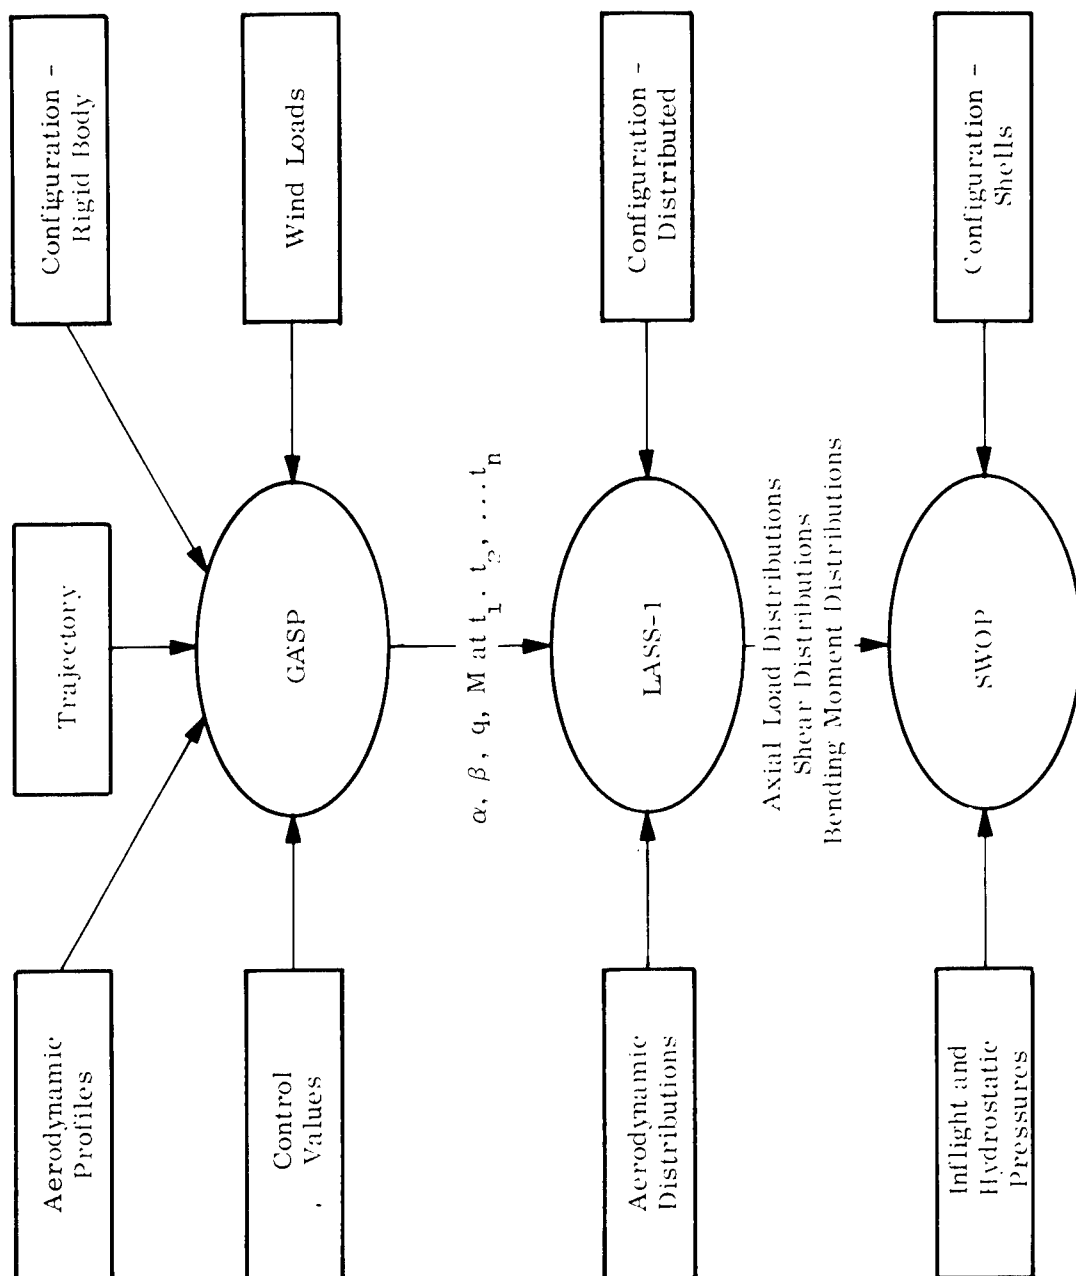 Aerodynamic
Profiles
Trajectory
Configuration -
Rigid Body
Control
Values
GASP
Wind Loads
α, β, q, M at t₁, t₂, ... tₙ
Aerodynamic
Distributions
LASS-1
Configuration -
Distributed
Axial Load Distributions
Shear Distributions
Bending Moment Distributions
Inflight and
Hydrostatic
Pressures
SWOP
Configuration -
Shells